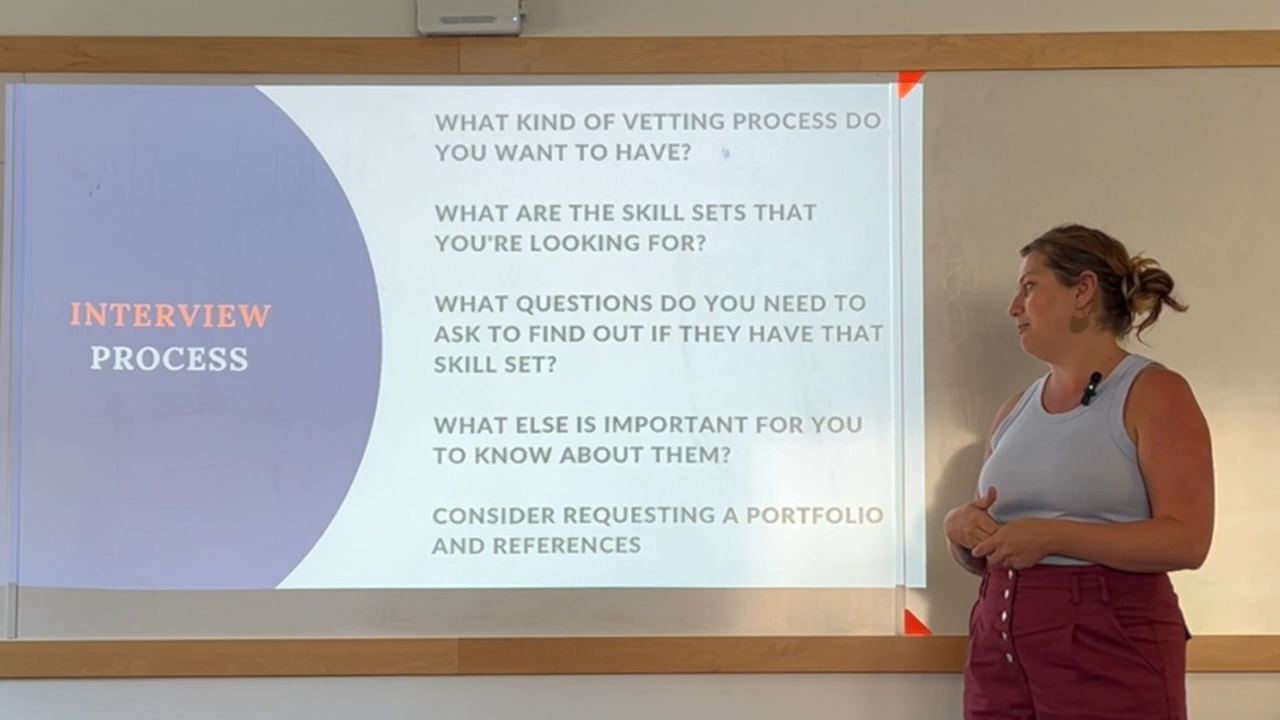 INTERVIEW
PROCESS
WHAT KIND OF VETTING PROCESS DO
YOU WANT TO HAVE?
WHAT ARE THE SKILL SETS THAT
YOU'RE LOOKING FOR?
WHAT QUESTIONS DO YOU NEED TO
ASK TO FIND OUT IF THEY HAVE THAT
SKILL SET?
WHAT ELSE IS IMPORTANT FOR YOU
TO KNOW ABOUT THEM?
CONSIDER REQUESTING A PORTFOLIO
AND REFERENCES